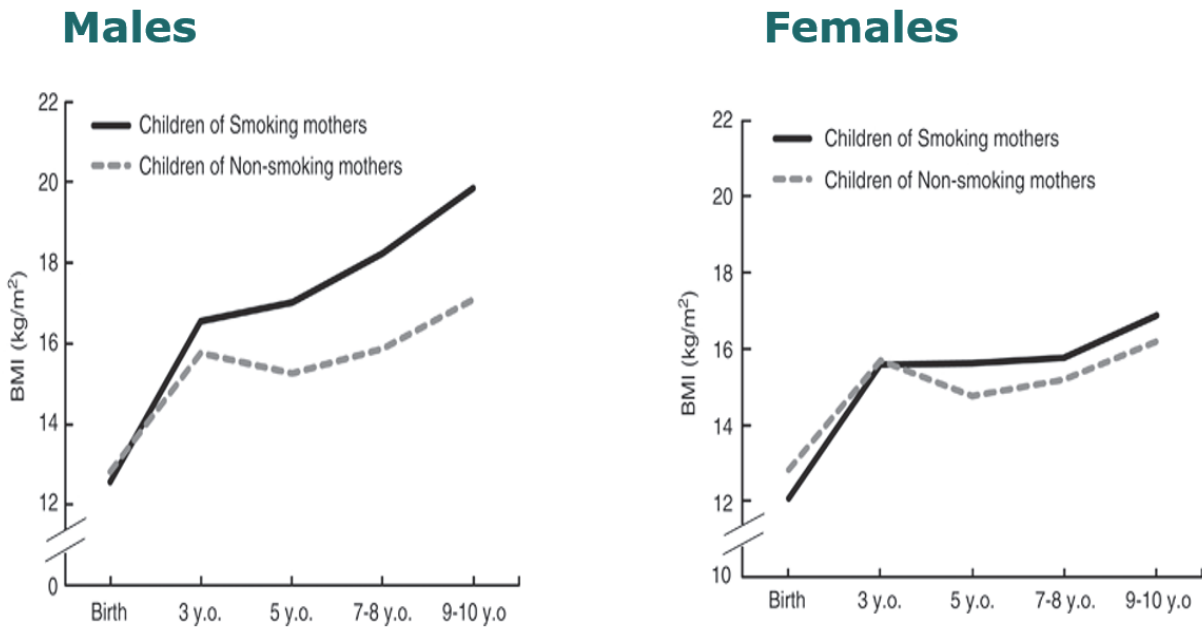 Males
22
20
18
16
14
12
0
BMI (kg/m²)
Children of Smoking mothers
Children of Non-smoking mothers
Birth 3 y.o. 5 y.o. 7-8 y.o. 9-10 y.o
Females
22
20
18
16
14
12
10
BMI (kg/m²)
Children of Smoking mothers
Children of Non-smoking mothers
Birth 3 y.o. 5 y.o. 7-8 y.o. 9-10 y.o